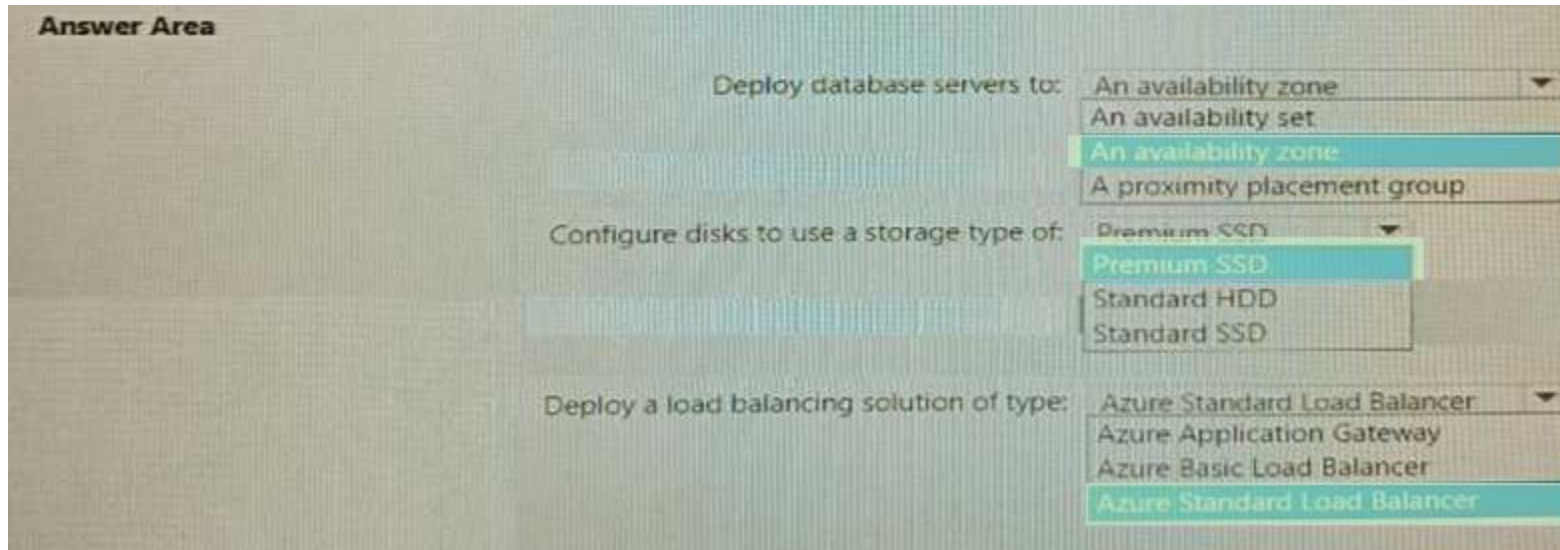 Answer Area
Deploy database servers to: An availability zone
An availability set
An availability zone
A proximity placement group
Configure disks to use a storage type of: Premium SSD
Premium SSD
Standard HDD
Standard SSD
Deploy a load balancing solution of type: Azure Standard Load Balancer
Azure Application Gateway
Azure Basic Load Balancer
Azure Standard Load Balancer